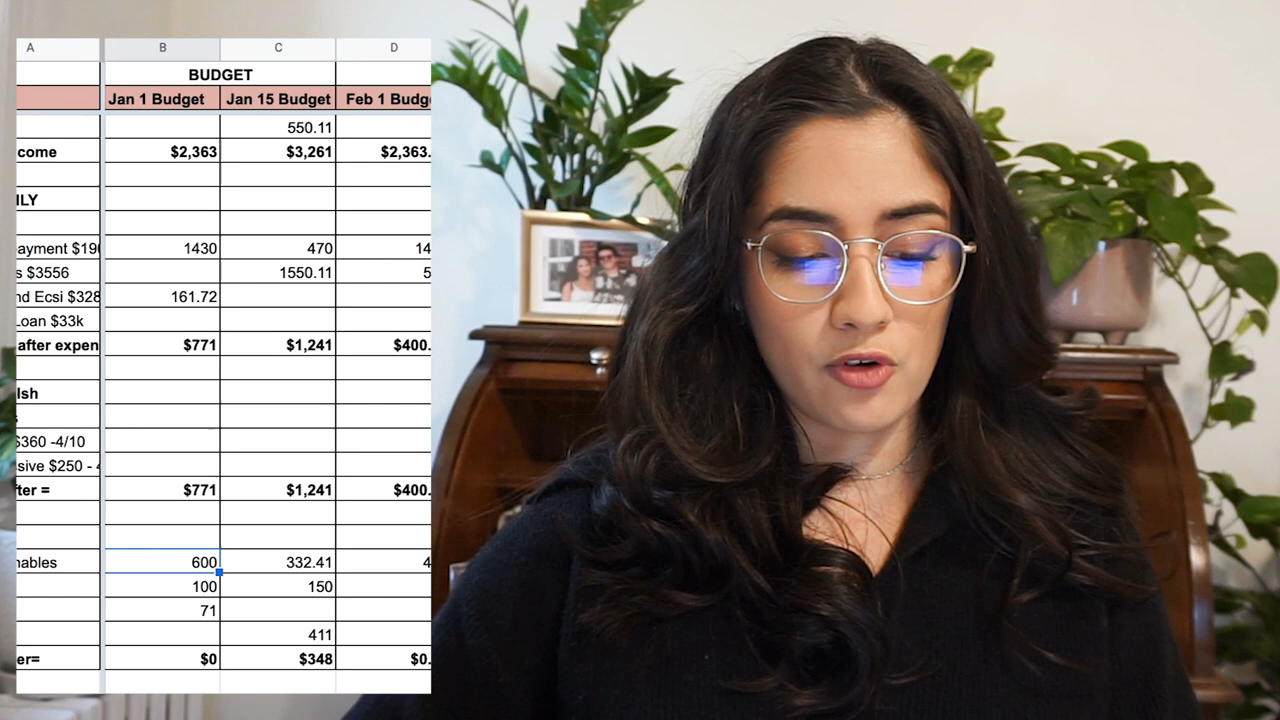 A B C D
BUDGET
Jan 1 Budget Jan 15 Budget Feb 1 Budg
550.11
come $2,363 $3,261 $2,363.
ILY
ayment $190 1430 470 14
s $3556 1550.11 5
nd Ecsi $328 161.72
Loan $33k
after expen $771 $1,241 $400.
lsh
s
$360 -4/10
sive $250 - 4
fter = $771 $1,241 $400.
nables 600 332.41 4
100 150
71
411
er= $0 $348 $0.